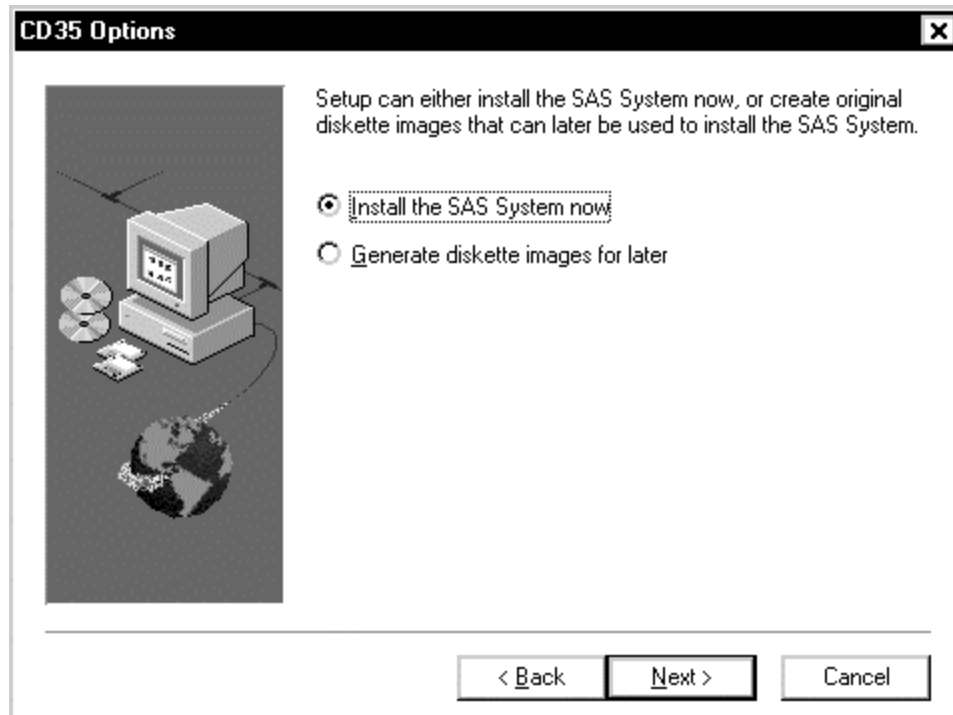 CD35 Options
Setup can either install the SAS System now, or create original
diskette images that can later be used to install the SAS System.
Install the SAS System now
Generate diskette images for later
< Back
Next >
Cancel